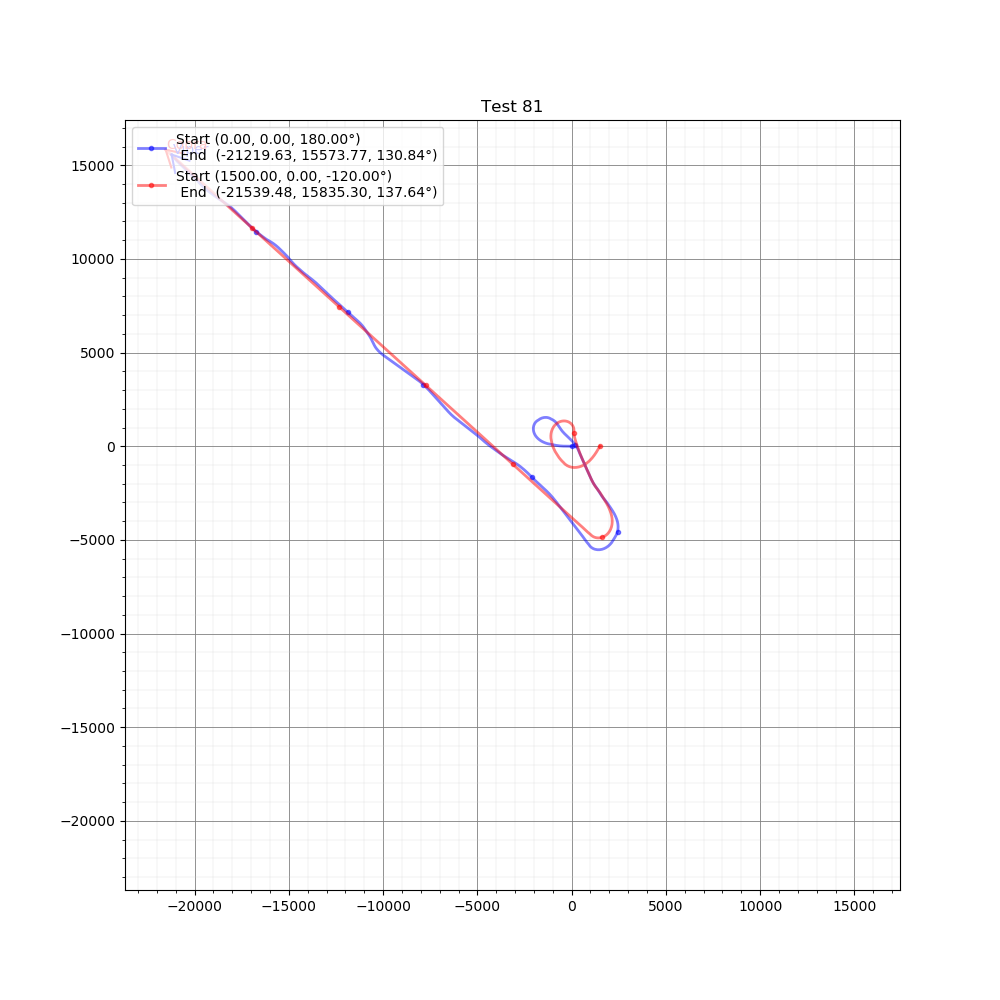 Test 81
Start (0.00, 0.00, 180.00°)
End (-21219.63, 15573.77, 130.84°)
Start (1500.00, 0.00, -120.00°)
End (-21539.48, 15835.30, 137.64°)
15000
10000
5000
0
−5000
−10000
−15000
−20000
−20000 −15000 −10000 −5000 0 5000 10000 15000